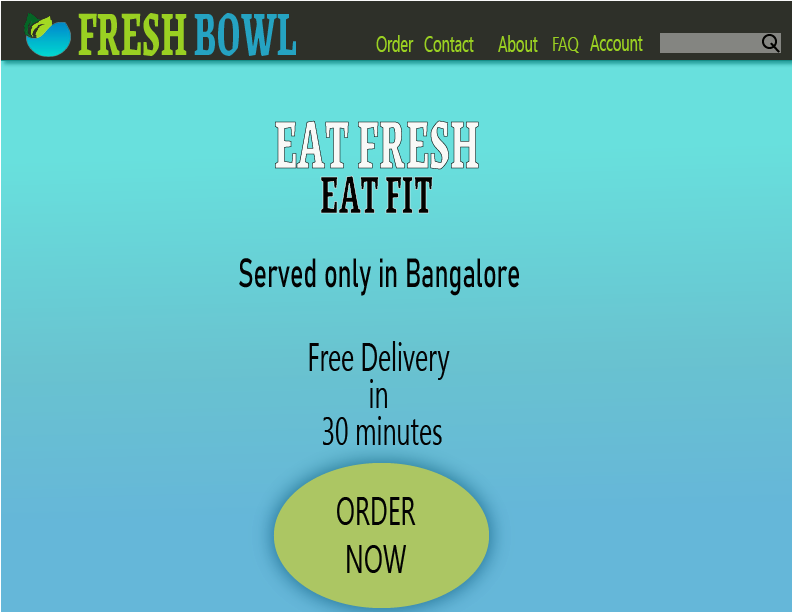 FRESH BOWL
Order Contact About FAQ Account
EAT FRESH
EAT FIT
Served only in Bangalore
Free Delivery
in
30 minutes
ORDER
NOW